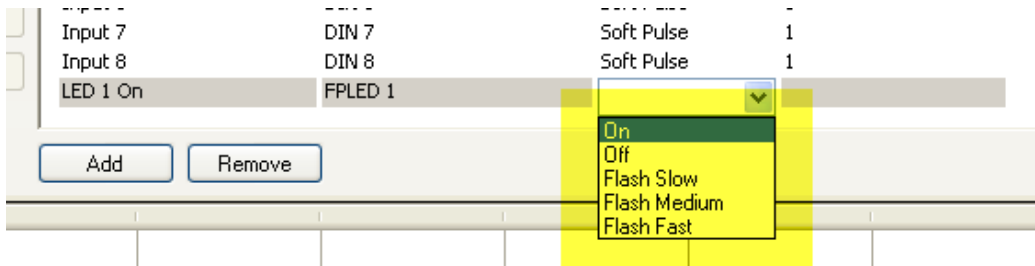 Input 7 DIN 7 Soft Pulse 1
Input 8 DIN 8 Soft Pulse 1
LED 1 On FPLED 1
On
Off
Flash Slow
Flash Medium
Flash Fast
Add Remove